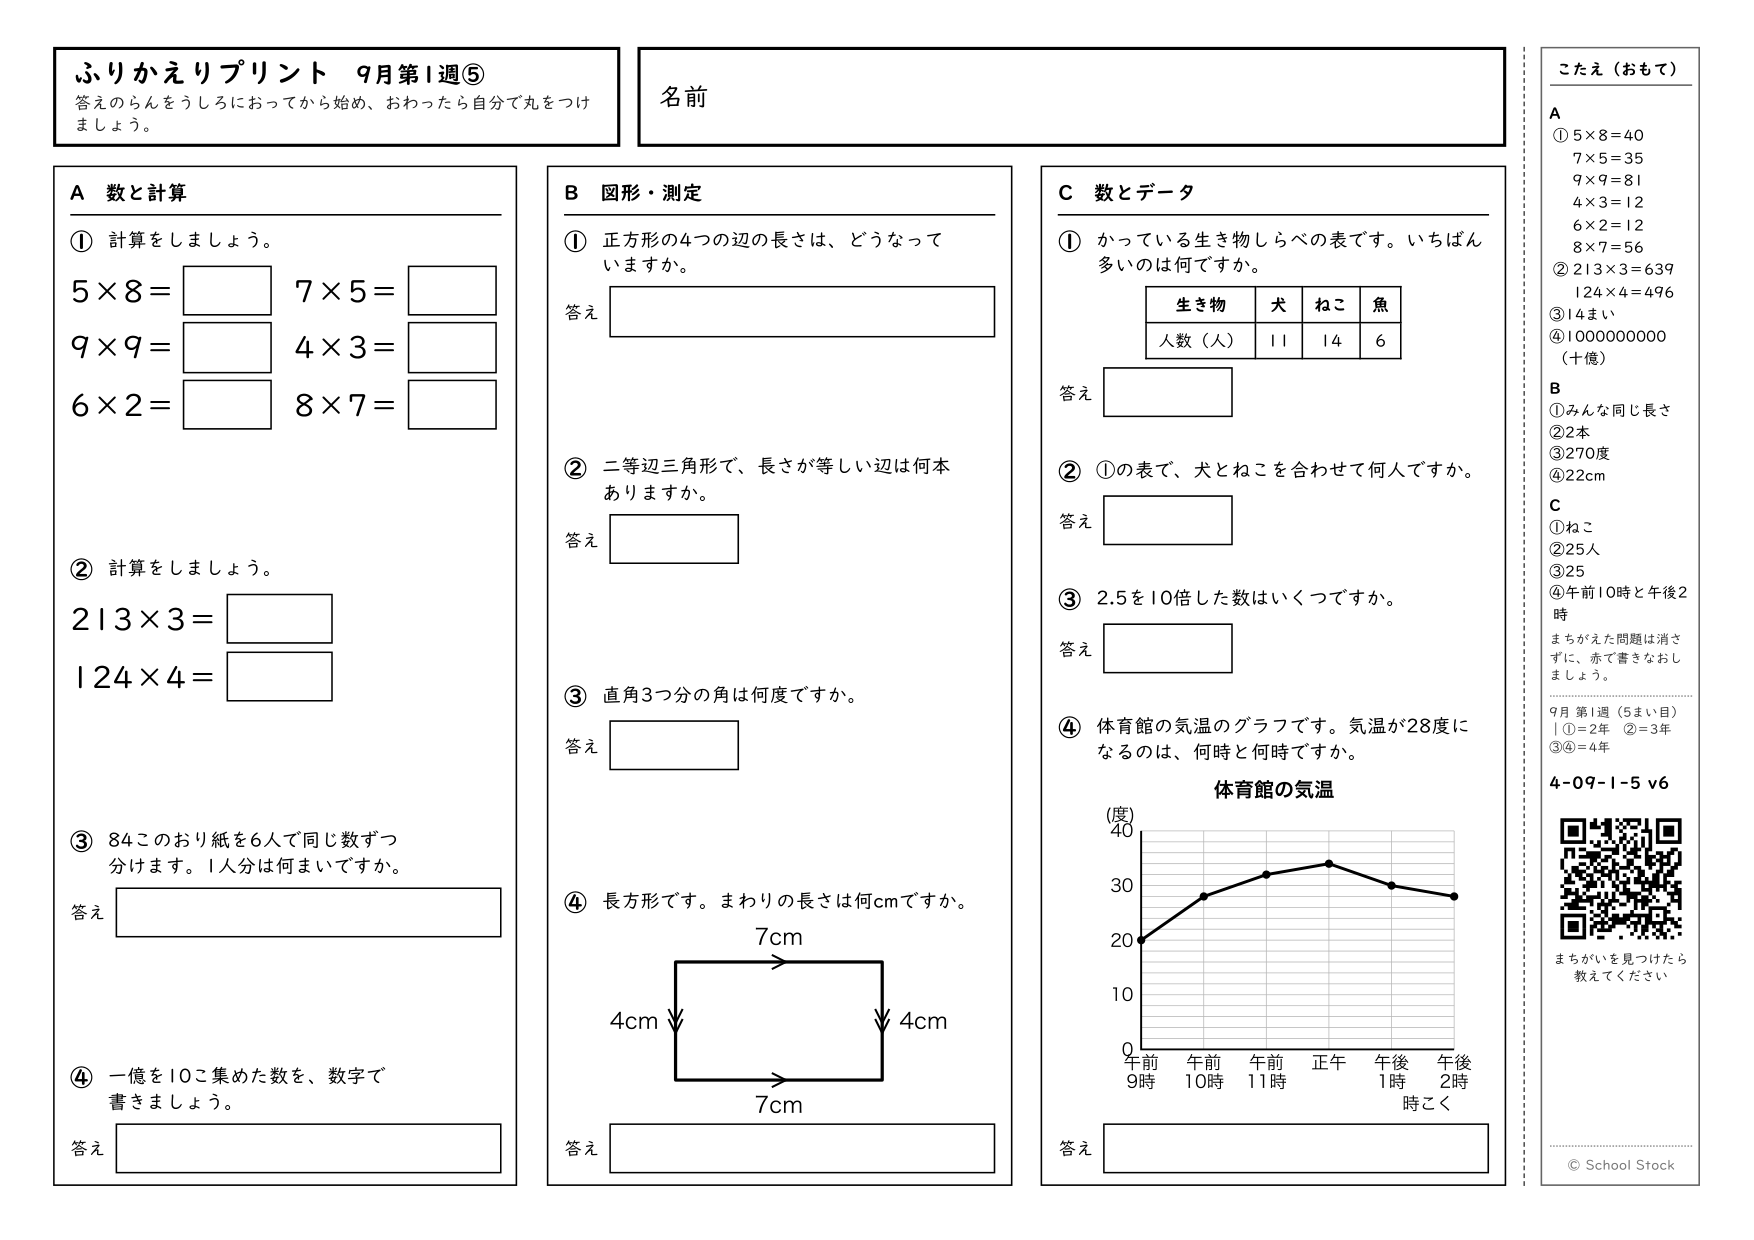 ふりかえりプリント　9月第1週⑤
答えのらんをうしろにおってから始め、おわったら自分で丸をつけ
ましょう。
名前
A　数と計算
① 計算をしましょう。
5×8＝　7×5＝
9×9＝　4×3＝
6×2＝　8×7＝
② 計算をしましょう。
213×3＝
124×4＝
③ 84このおり紙を6人で同じ数ずつ
分けます。1人分は何まいですか。
答え
④ 一億を10こ集めた数を、数字で
書きましょう。
答え
B　図形・測定
① 正方形の4つの辺の長さは、どうなって
いますか。
答え
② 二等辺三角形で、長さが等しい辺は何本
ありますか。
答え
③ 直角3つ分の角は何度ですか。
答え
④ 長方形です。まわりの長さは何cmですか。
7cm
4cm　4cm
7cm
答え
C　数とデータ
① かっている生き物しらべの表です。いちばん
多いのは何ですか。
生き物　犬　ねこ　魚
人数（人）　11　14　6
答え
② ①の表で、犬とねこを合わせて何人ですか。
答え
③ 2.5を10倍した数はいくつですか。
答え
④ 体育館の気温のグラフです。気温が28度に
なるのは、何時と何時ですか。
体育館の気温
(度)
40
30
20
10
0
午前　午前　午前　正午　午後　午後
9時　10時　11時　1時　2時
時こく
答え
こたえ（おもて）
A
① 5×8＝40
7×5＝35
9×9＝81
4×3＝12
6×2＝12
8×7＝56
② 213×3＝639
124×4＝496
③14まい
④1000000000
（十億）
B
①みんな同じ長さ
②2本
③270度
④22cm
C
①ねこ
②25人
③25
④午前10時と午後2
時
まちがえた問題は消さ
ずに、赤で書きなおし
ましょう。
9月 第1週（5まい目）
｜①＝2年　②＝3年
③④＝4年
4-09-1-5 v6
まちがいを見つけたら
教えてください
© School Stock